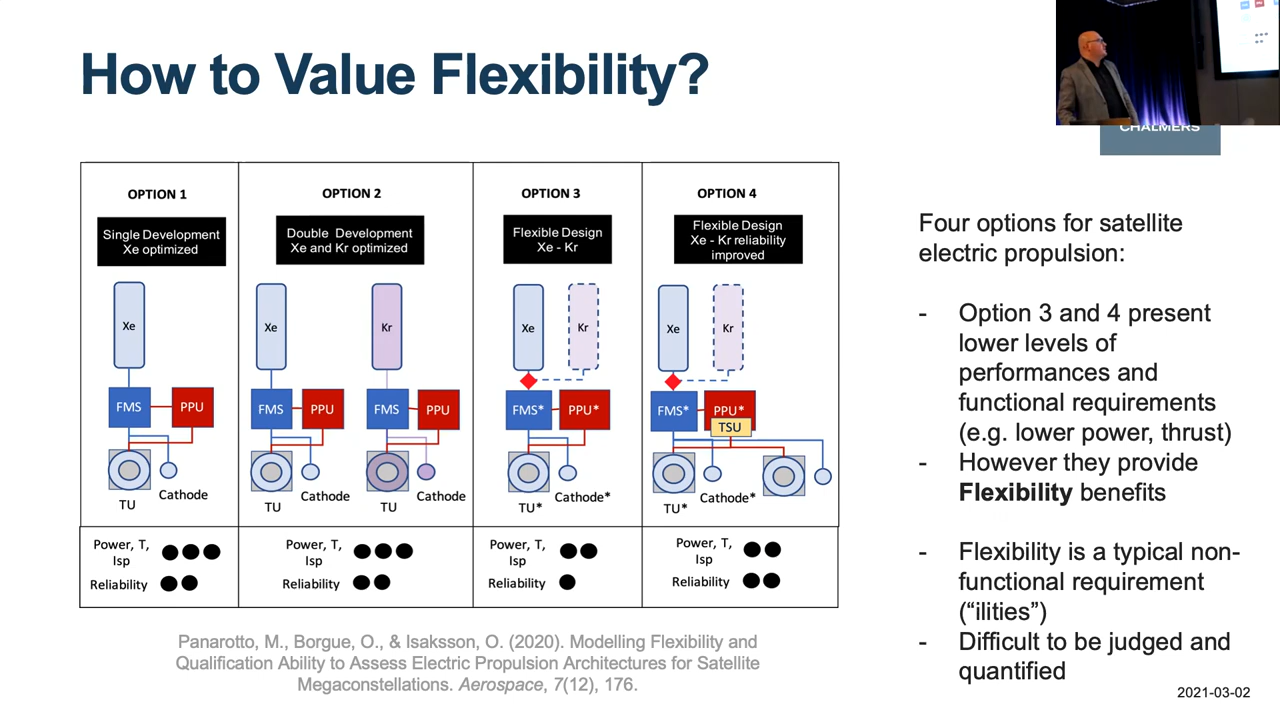 How to Value Flexibility?
CHALMERS
OPTION 1
Single Development
Xe optimized
Xe
FMS
PPU
TU
Cathode
Power, T,
Isp
Reliability
OPTION 2
Double Development
Xe and Kr optimized
Xe
Kr
FMS
PPU
FMS
PPU
TU
Cathode
TU
Cathode
Power, T,
Isp
Reliability
OPTION 3
Flexible Design
Xe - Kr
Xe
Kr
FMS*
PPU*
TU*
Cathode*
Power, T,
Isp
Reliability
OPTION 4
Flexible Design
Xe - Kr reliability
improved
Xe
Kr
FMS*
PPU*
TSU
TU*
Cathode*
Power, T,
Isp
Reliability
Four options for satellite
electric propulsion:
- Option 3 and 4 present
lower levels of
performances and
functional requirements
(e.g. lower power, thrust)
- However they provide
Flexibility benefits
- Flexibility is a typical non-
functional requirement
(“ilities”)
- Difficult to be judged and
quantified
Panarotto, M., Borgue, O., & Isaksson, O. (2020). Modelling Flexibility and
Qualification Ability to Assess Electric Propulsion Architectures for Satellite
Megaconstellations. Aerospace, 7(12), 176.
2021-03-02